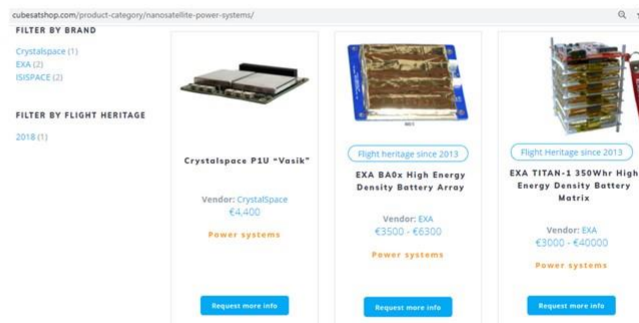 cubesatshop.com/product-category/nanosatellite-power-systems/
FILTER BY BRAND
Crystalspace (1)
EXA (2)
ISISPACE (2)
FILTER BY FLIGHT HERITAGE
2018 (1)
Crystalspace P1U "Vasik"
Vendor: CrystalSpace
€4,400
Power systems
Request more info
Flight heritage since 2013
EXA BA0x High Energy
Density Battery Array
Vendor: EXA
€3500 - €6300
Power systems
Request more info
Flight Heritage since 2013
EXA TITAN-1 350Whr High
Energy Density Battery
Matrix
Vendor: EXA
€3000 - €40000
Power systems
Request more info